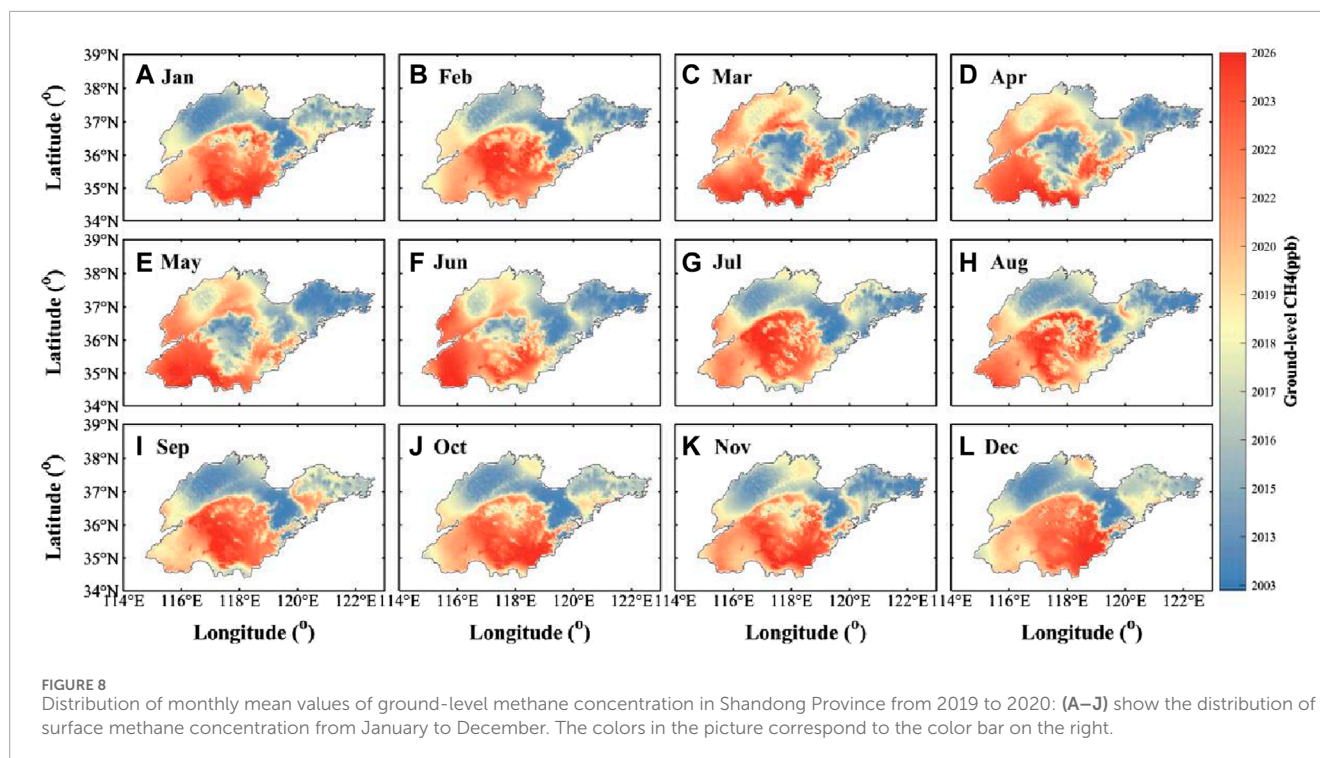 39°N
38°N
37°N
36°N
35°N
34°N
Latitude (°)
A Jan
B Feb
C Mar
D Apr
39°N
38°N
37°N
36°N
35°N
34°N
Latitude (°)
E May
F Jun
G Jul
H Aug
39°N
38°N
37°N
36°N
35°N
34°N
Latitude (°)
I Sep
J Oct
K Nov
L Dec
114°E 116°E 118°E 120°E 122°E 114°E 116°E 118°E 120°E 122°E 114°E 116°E 118°E 120°E 122°E 114°E 116°E 118°E 120°E 122°E
Longitude (°) Longitude (°) Longitude (°) Longitude (°)
2026
2023
2022
2022
2020
2019
2018
2017
2016
2015
2013
2003
Ground-level CH4(ppb)
FIGURE 8
Distribution of monthly mean values of ground-level methane concentration in Shandong Province from 2019 to 2020: (A–J) show the distribution of
surface methane concentration from January to December. The colors in the picture correspond to the color bar on the right.